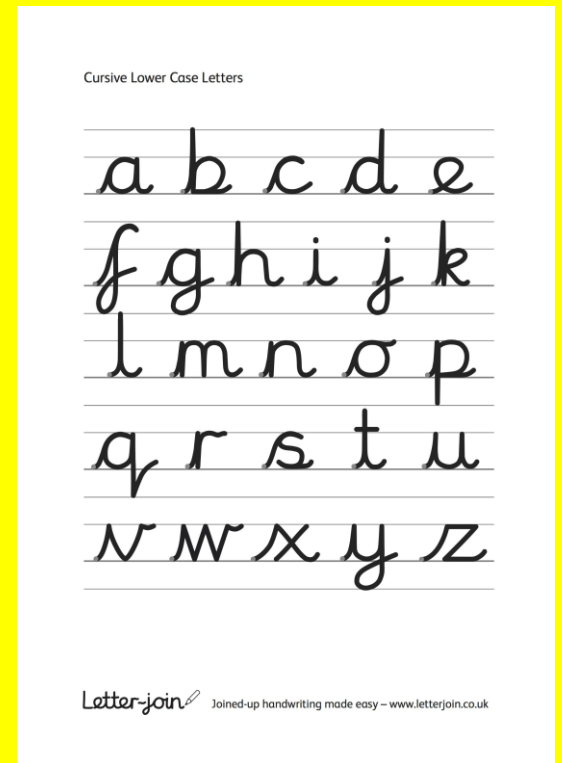 Cursive Lower Case Letters
a b c d e
f g h i j k
l m n o p
q r s t u
v w x y z
Letter-join Joined-up handwriting made easy – www.letterjoin.co.uk